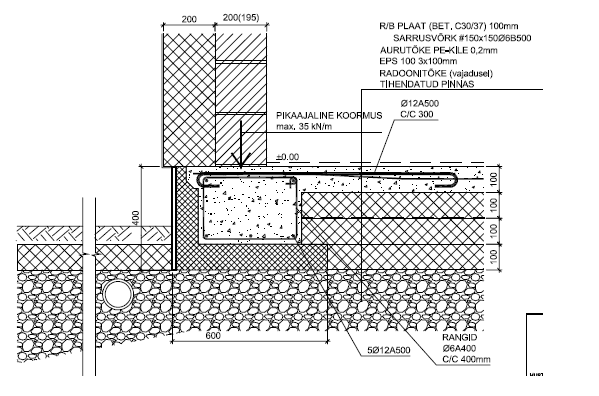 200
200(195)
R/B PLAAT (BET, C30/37) 100mm
SARRUSVÕRK #150x150Ø6B500
AURUTÕKE PE-KILE 0,2mm
EPS 100 3x100mm
RADOONITÕKE (vajadusel)
TIHENDATUD PINNAS
Ø12A500
C/C 300
PIKAAJALINE KOORMUS
max. 35 kN/m
±0.00
400
100
100
100
100
600
5Ø12A500
RANGID
Ø6A400
C/C 400mm